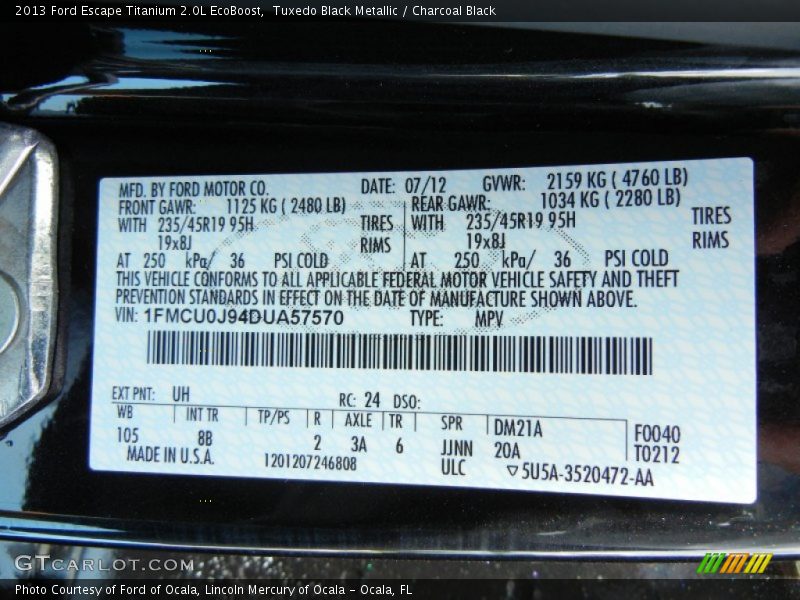 2013 Ford Escape Titanium 2.0L EcoBoost,  Tuxedo Black Metallic / Charcoal Black
MFD. BY FORD MOTOR CO. DATE: 07/12 GVWR: 2159 KG ( 4760 LB)
FRONT GAWR: 1125 KG ( 2480 LB) REAR GAWR: 1034 KG ( 2280 LB)
WITH 235/45R19 95H TIRES WITH 235/45R19 95H TIRES
19x8J RIMS 19x8J RIMS
AT 250 kPa/ 36 PSI COLD AT 250 kPa/ 36 PSI COLD
THIS VEHICLE CONFORMS TO ALL APPLICABLE FEDERAL MOTOR VEHICLE SAFETY AND THEFT
PREVENTION STANDARDS IN EFFECT ON THE DATE OF MANUFACTURE SHOWN ABOVE.
VIN: 1FMCU0J94DUA57570 TYPE: MPV
EXT PNT: UH RC: 24 DSO:
WB INT TR TP/PS R AXLE TR SPR DM21A F0040
105 8B 2 3A 6 JJNN 20A T0212
MADE IN U.S.A. 1201207246808 ULC ▽5U5A-3520472-AA
GTCARLOT.COM
Photo Courtesy of Ford of Ocala, Lincoln Mercury of Ocala – Ocala, FL